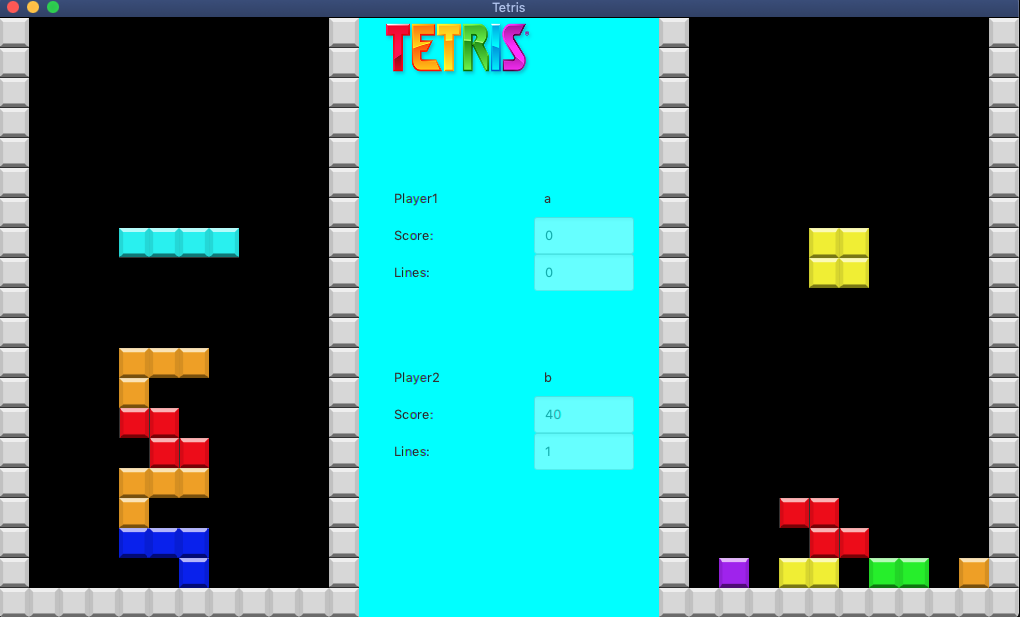 Tetris
TETRIS
Player1 a
Score: 0
Lines: 0
Player2 b
Score: 40
Lines: 1